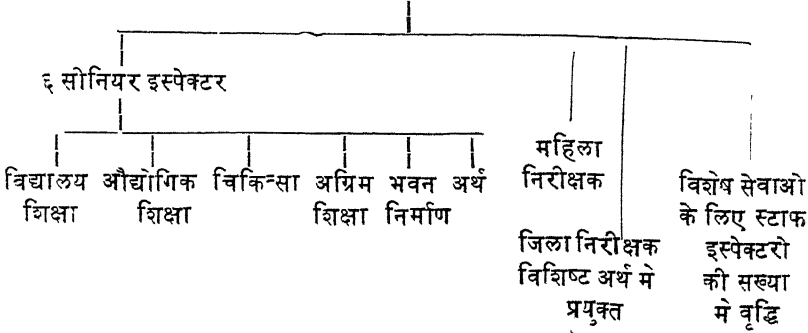 ६ सीनियर इस्पेक्टर
विद्यालय शिक्षा
औद्योगिक शिक्षा
चिकित्सा
अग्रिम शिक्षा
भवन निर्माण
अर्थ
महिला निरीक्षक
जिला निरीक्षक
विशिष्ट अर्थ मे
प्रयुक्त
विशेष सेवाओ
के लिए स्टाफ
इस्पेक्टरो
की सख्या
मे वृद्धि